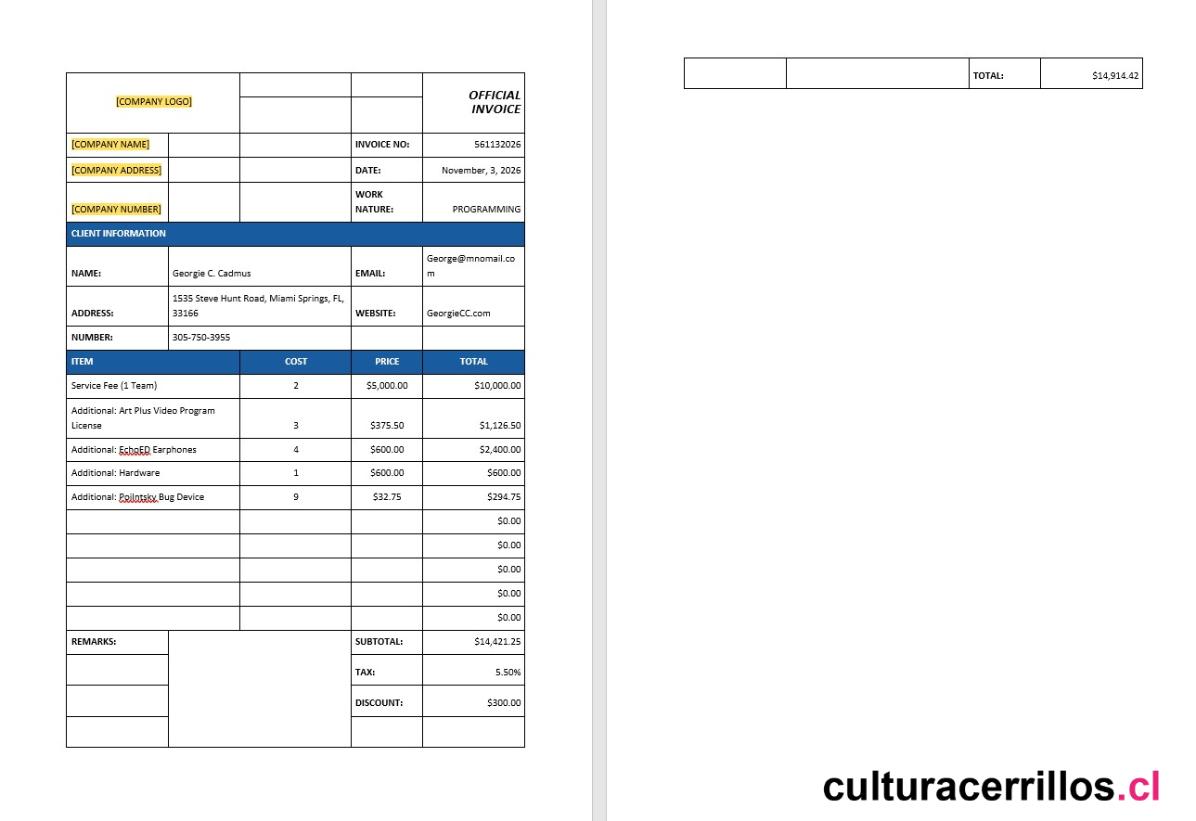 [COMPANY LOGO]
OFFICIAL
INVOICE
[COMPANY NAME] INVOICE NO: 561132026
[COMPANY ADDRESS] DATE: November, 3, 2026
WORK
[COMPANY NUMBER] NATURE: PROGRAMMING
CLIENT INFORMATION
George@mnomail.co
NAME: Georgie C. Cadmus EMAIL: m
1535 Steve Hunt Road, Miami Springs, FL,
ADDRESS: 33166 WEBSITE: GeorgieCC.com
NUMBER: 305-750-3955
ITEM COST PRICE TOTAL
Service Fee (1 Team) 2 $5,000.00 $10,000.00
Additional: Art Plus Video Program
License 3 $375.50 $1,126.50
Additional: EchoED Earphones 4 $600.00 $2,400.00
Additional: Hardware 1 $600.00 $600.00
Additional: Poilntsky Bug Device 9 $32.75 $294.75
$0.00
$0.00
$0.00
$0.00
$0.00
REMARKS: SUBTOTAL: $14,421.25
TAX: 5.50%
DISCOUNT: $300.00
TOTAL: $14,914.42
culturacerrillos.cl